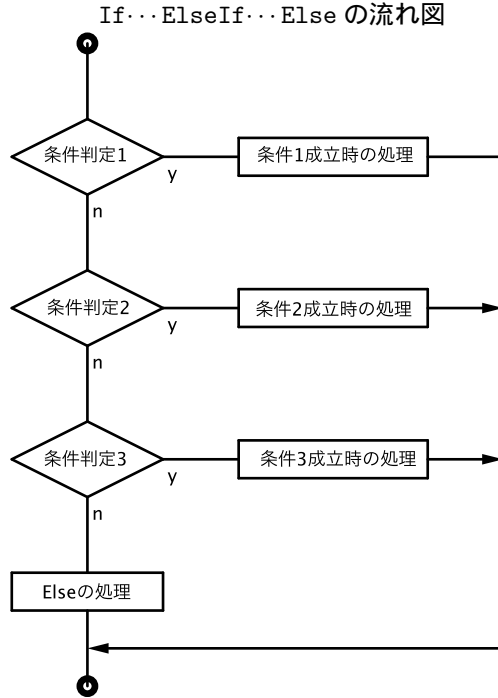 If···ElseIf···Else の流れ図
条件判定1
y
条件1成立時の処理
n
条件判定2
y
条件2成立時の処理
n
条件判定3
y
条件3成立時の処理
n
Elseの処理